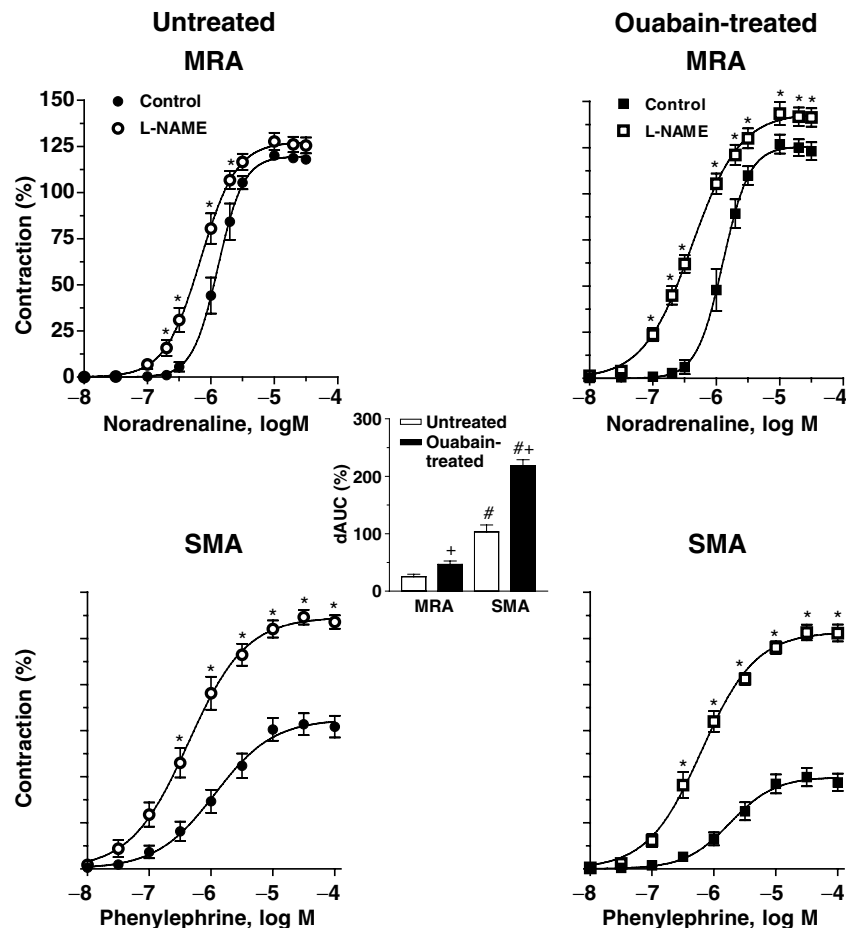 Untreated
MRA
150
125
100
75
50
25
0
Contraction (%)
Control
L-NAME
*
*
*
*
−8 −7 −6 −5 −4
Noradrenaline, logM
Ouabain-treated
MRA
Control
L-NAME
* * * * * * * * *
−8 −7 −6 −5 −4
Noradrenaline, log M
300
200
100
0
dAUC (%)
Untreated
Ouabain-
treated
+
#
#+
MRA SMA
SMA
Contraction (%)
* * * * * *
−8 −7 −6 −5 −4
Phenylephrine, log M
SMA
* * * * * *
−8 −7 −6 −5 −4
Phenylephrine, log M